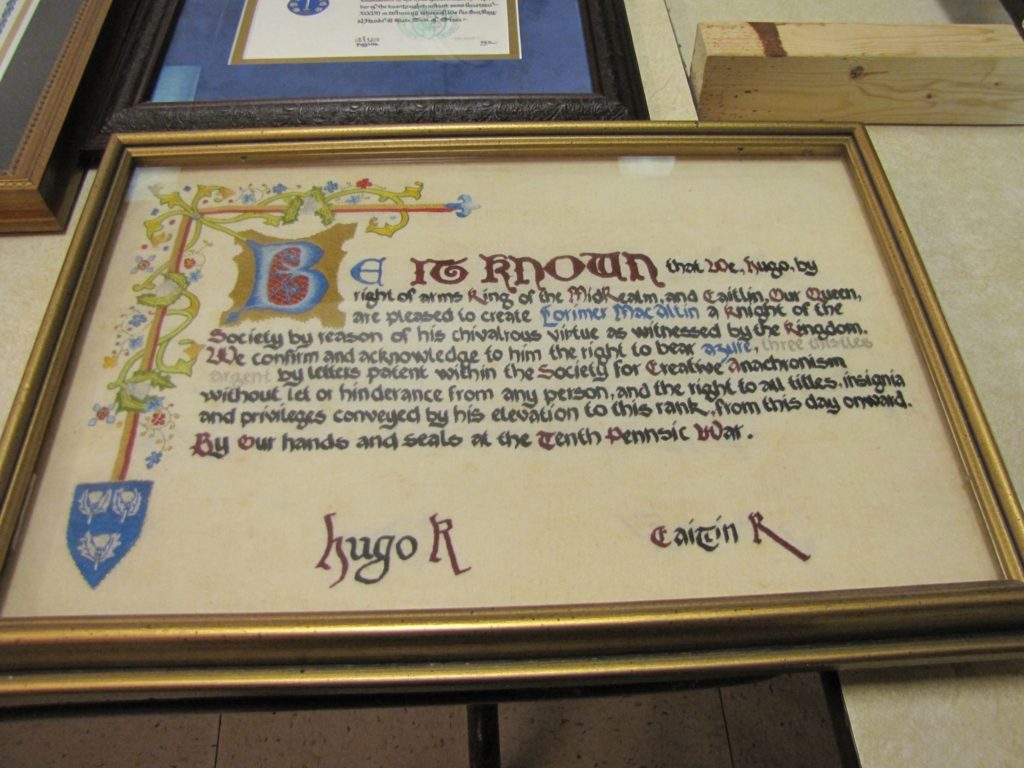 BE IT KNOWN that We, Hugo, by
right of arms King of the MidRealm, and Caitlin, Our Queen,
are pleased to create Lorimer MacAltin a Knight of the
Society by reason of his chivalrous virtue as witnessed by the Kingdom.
We confirm and acknowledge to him the right to bear azure, three thistles
argent by letters patent within the Society for Creative Anachronism
without let or hinderance from any person, and the right to all titles, insignia
and privileges conveyed by his elevation to this rank, from this day onward.
By Our hands and seals at the Tenth Pennsic War.
Hugo R
Caitlin R